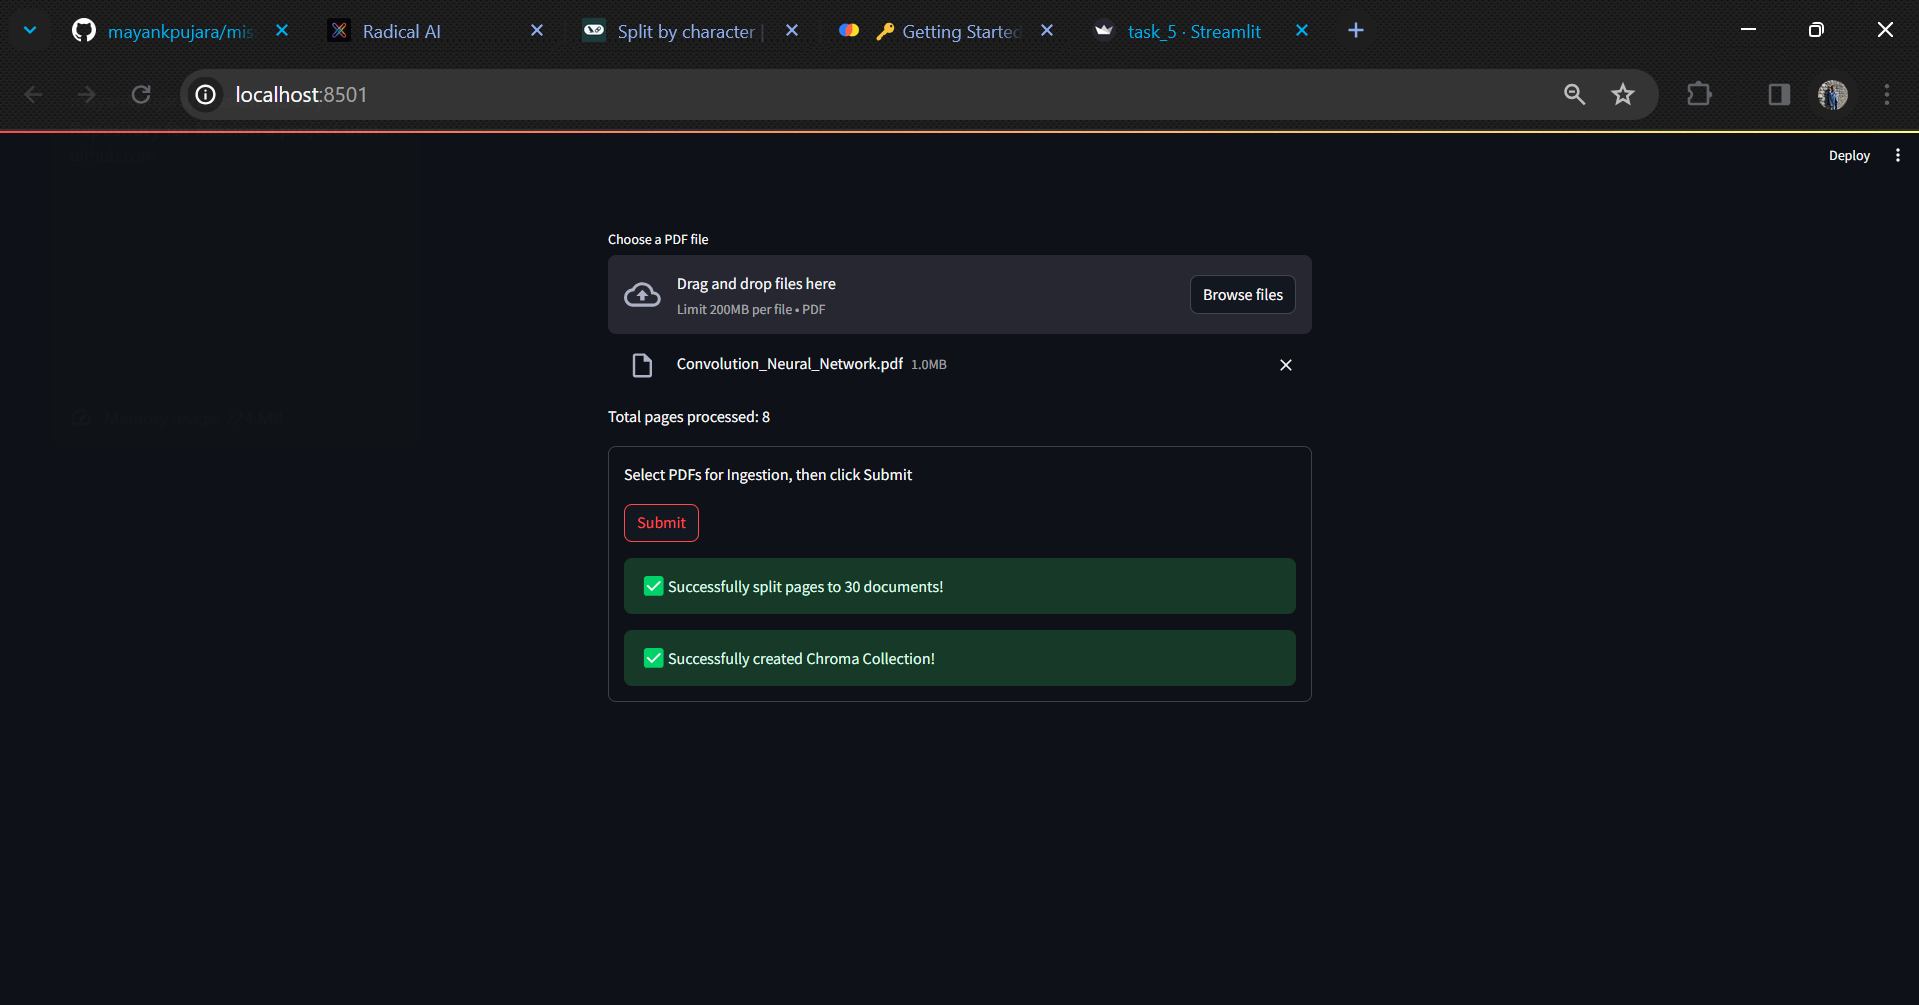 mayankpujara/mis
Radical AI
Split by character |
Getting Started
task_5 · Streamlit
localhost:8501
Deploy
Choose a PDF file
Drag and drop files here
Limit 200MB per file • PDF
Browse files
Convolution_Neural_Network.pdf 1.0MB
Total pages processed: 8
Select PDFs for Ingestion, then click Submit
Submit
Successfully split pages to 30 documents!
Successfully created Chroma Collection!